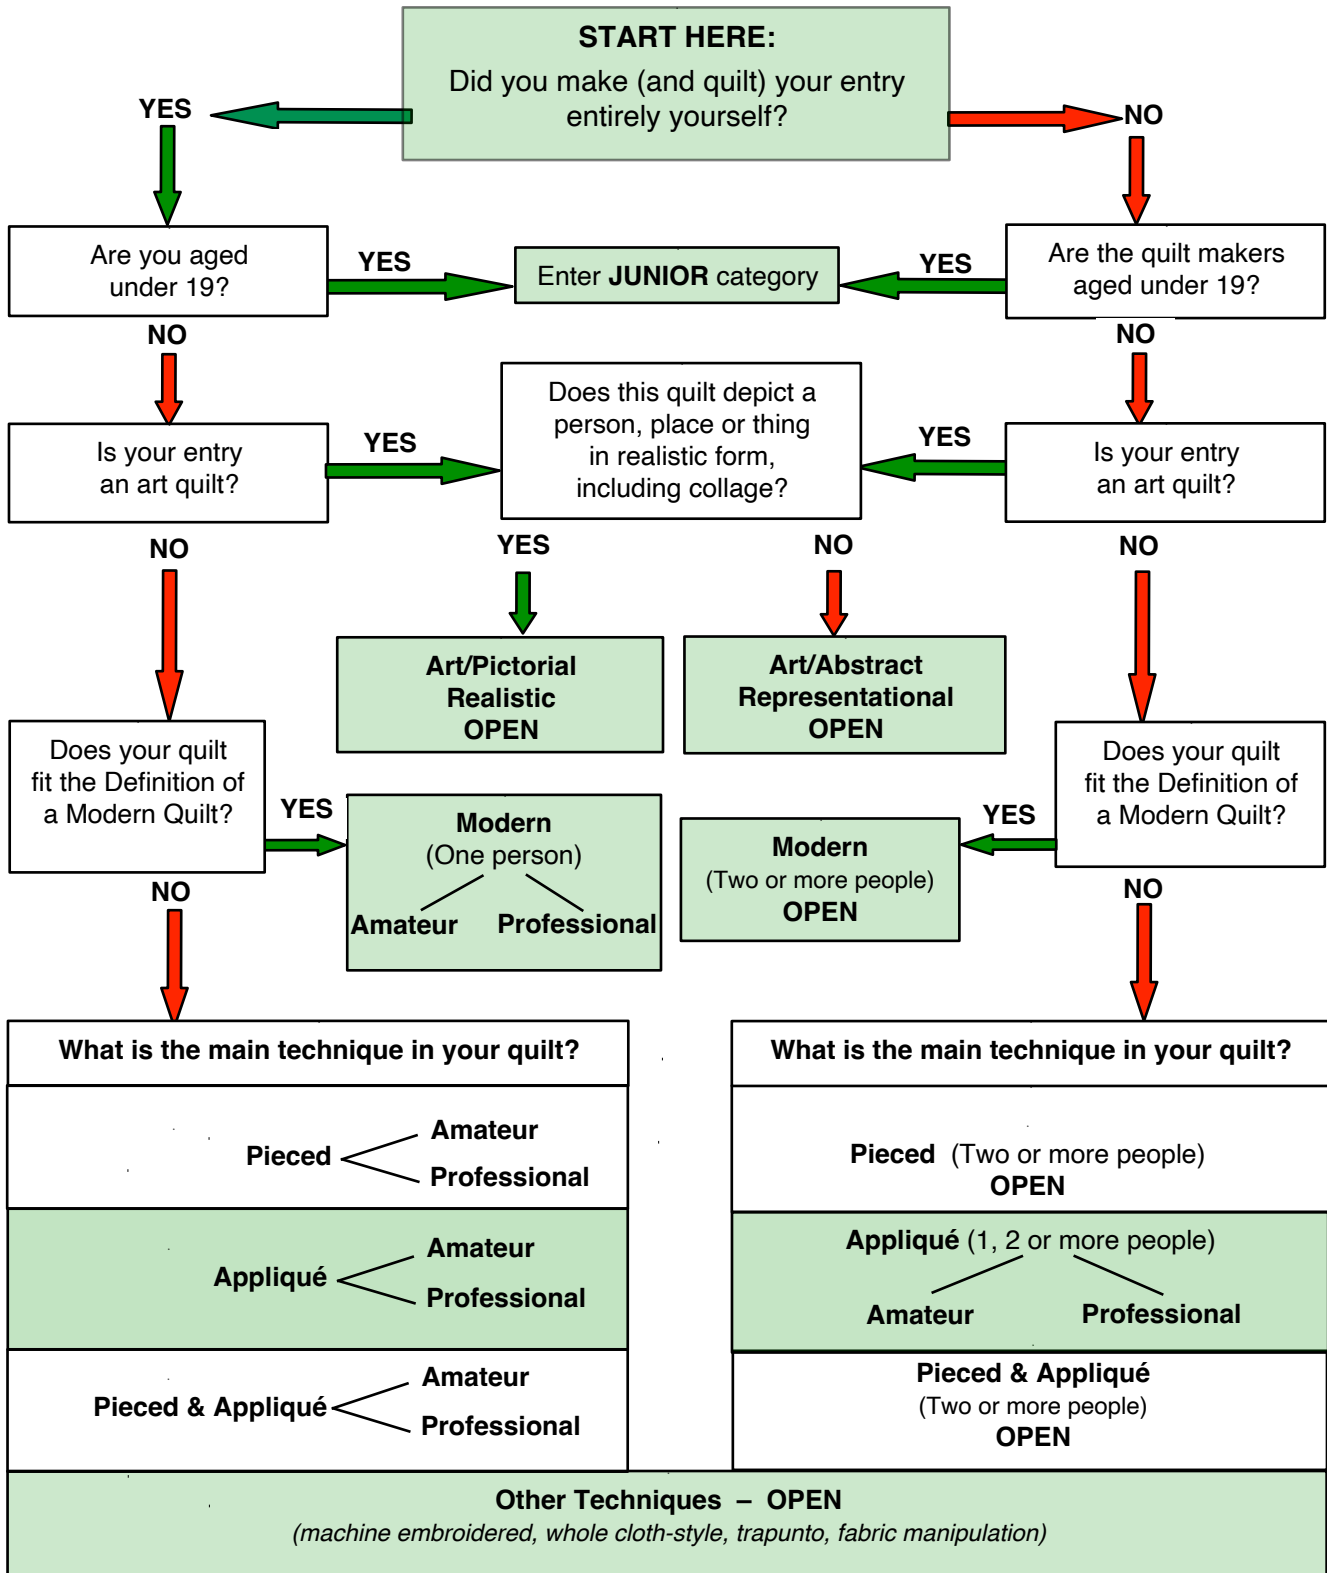 START HERE:
Did you make (and quilt) your entry
entirely yourself?
YES
NO
Are you aged
under 19?
YES
Enter JUNIOR category
YES
Are the quilt makers
aged under 19?
NO
NO
Is your entry
an art quilt?
YES
Does this quilt depict a
person, place or thing
in realistic form,
including collage?
YES
Is your entry
an art quilt?
NO
YES
NO
NO
Art/Pictorial
Realistic
OPEN
Art/Abstract
Representational
OPEN
Does your quilt
fit the Definition of
a Modern Quilt?
YES
Modern
(One person)
Amateur Professional
Modern
(Two or more people)
OPEN
YES
Does your quilt
fit the Definition of
a Modern Quilt?
NO
NO
What is the main technique in your quilt?
Pieced
Amateur
Professional
Appliqué
Amateur
Professional
Pieced & Appliqué
Amateur
Professional
What is the main technique in your quilt?
Pieced (Two or more people)
OPEN
Appliqué (1, 2 or more people)
Amateur Professional
Pieced & Appliqué
(Two or more people)
OPEN
Other Techniques – OPEN
(machine embroidered, whole cloth-style, trapunto, fabric manipulation)